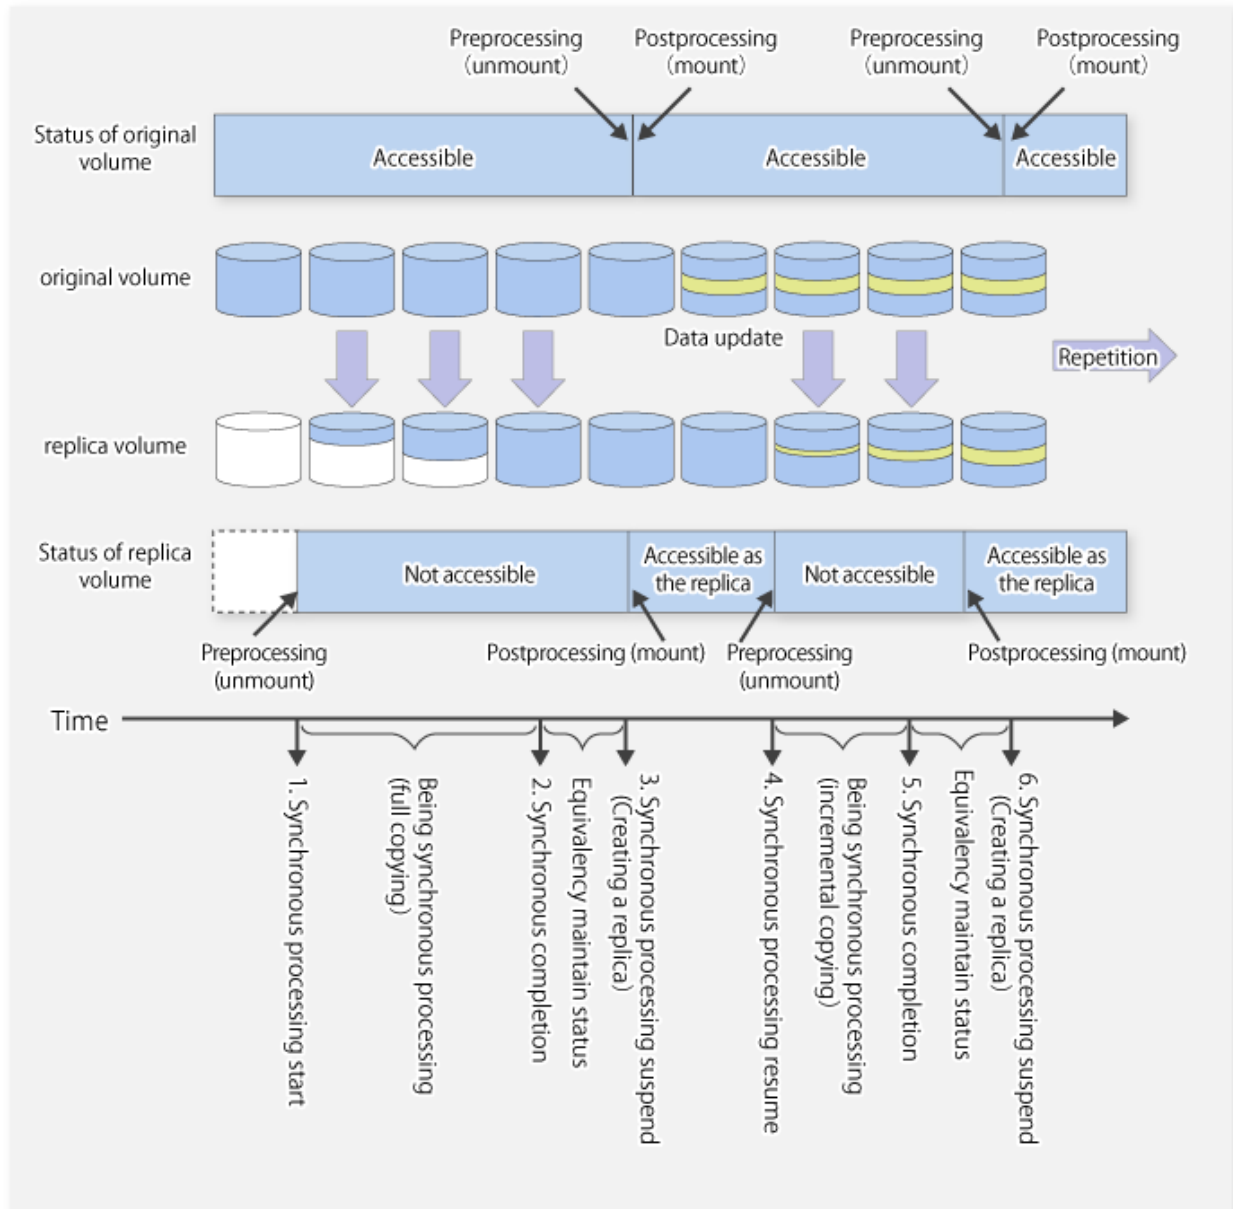 Preprocessing
(unmount)
Postprocessing
(mount)
Preprocessing
(unmount)
Postprocessing
(mount)
Status of original
volume
Accessible
Accessible
Accessible
original volume
Data update
Repetition
replica volume
Status of replica
volume
Not accessible
Accessible as
the replica
Not accessible
Accessible as
the replica
Preprocessing
(unmount)
Postprocessing (mount)
Preprocessing
(unmount)
Postprocessing (mount)
Time
1. Synchronous processing start
Being synchronous processing
(full copying)
2. Synchronous completion
Equivalency maintain status
3. Synchronous processing suspend
(Creating a replica)
4. Synchronous processing resume
Being synchronous processing
(incremental copying)
5. Synchronous completion
Equivalency maintain status
6. Synchronous processing suspend
(Creating a replica)